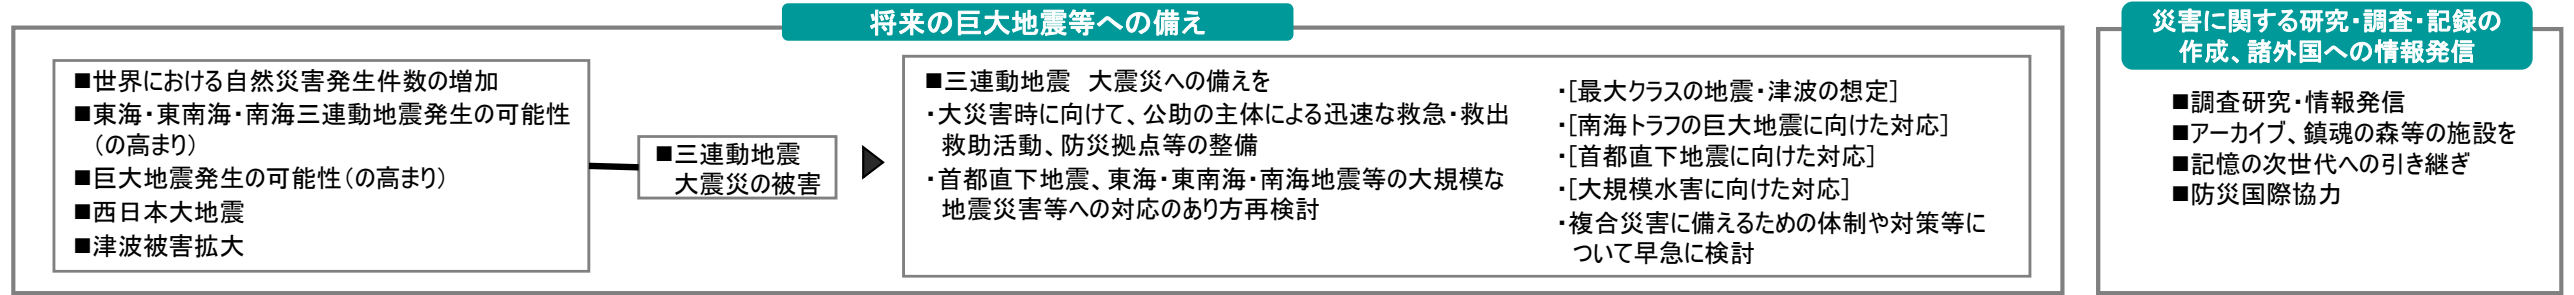 将来の巨大地震等への備え
■世界における自然災害発生件数の増加
■東海・東南海・南海三連動地震発生の可能性
（の高まり）
■巨大地震発生の可能性（の高まり）
■西日本大地震
■津波被害拡大
■三連動地震
大震災の被害
■三連動地震　大震災への備えを
・大災害時に向けて、公助の主体による迅速な救急・救出
救助活動、防災拠点等の整備
・首都直下地震、東海・東南海・南海地震等の大規模な
地震災害等への対応のあり方再検討
・［最大クラスの地震・津波の想定］
・［南海トラフの巨大地震に向けた対応］
・［首都直下地震に向けた対応］
・［大規模水害に向けた対応］
・複合災害に備えるための体制や対策等に
ついて早急に検討
災害に関する研究・調査・記録の
作成、諸外国への情報発信
■調査研究・情報発信
■アーカイブ、鎮魂の森等の施設を
■記憶の次世代への引き継ぎ
■防災国際協力